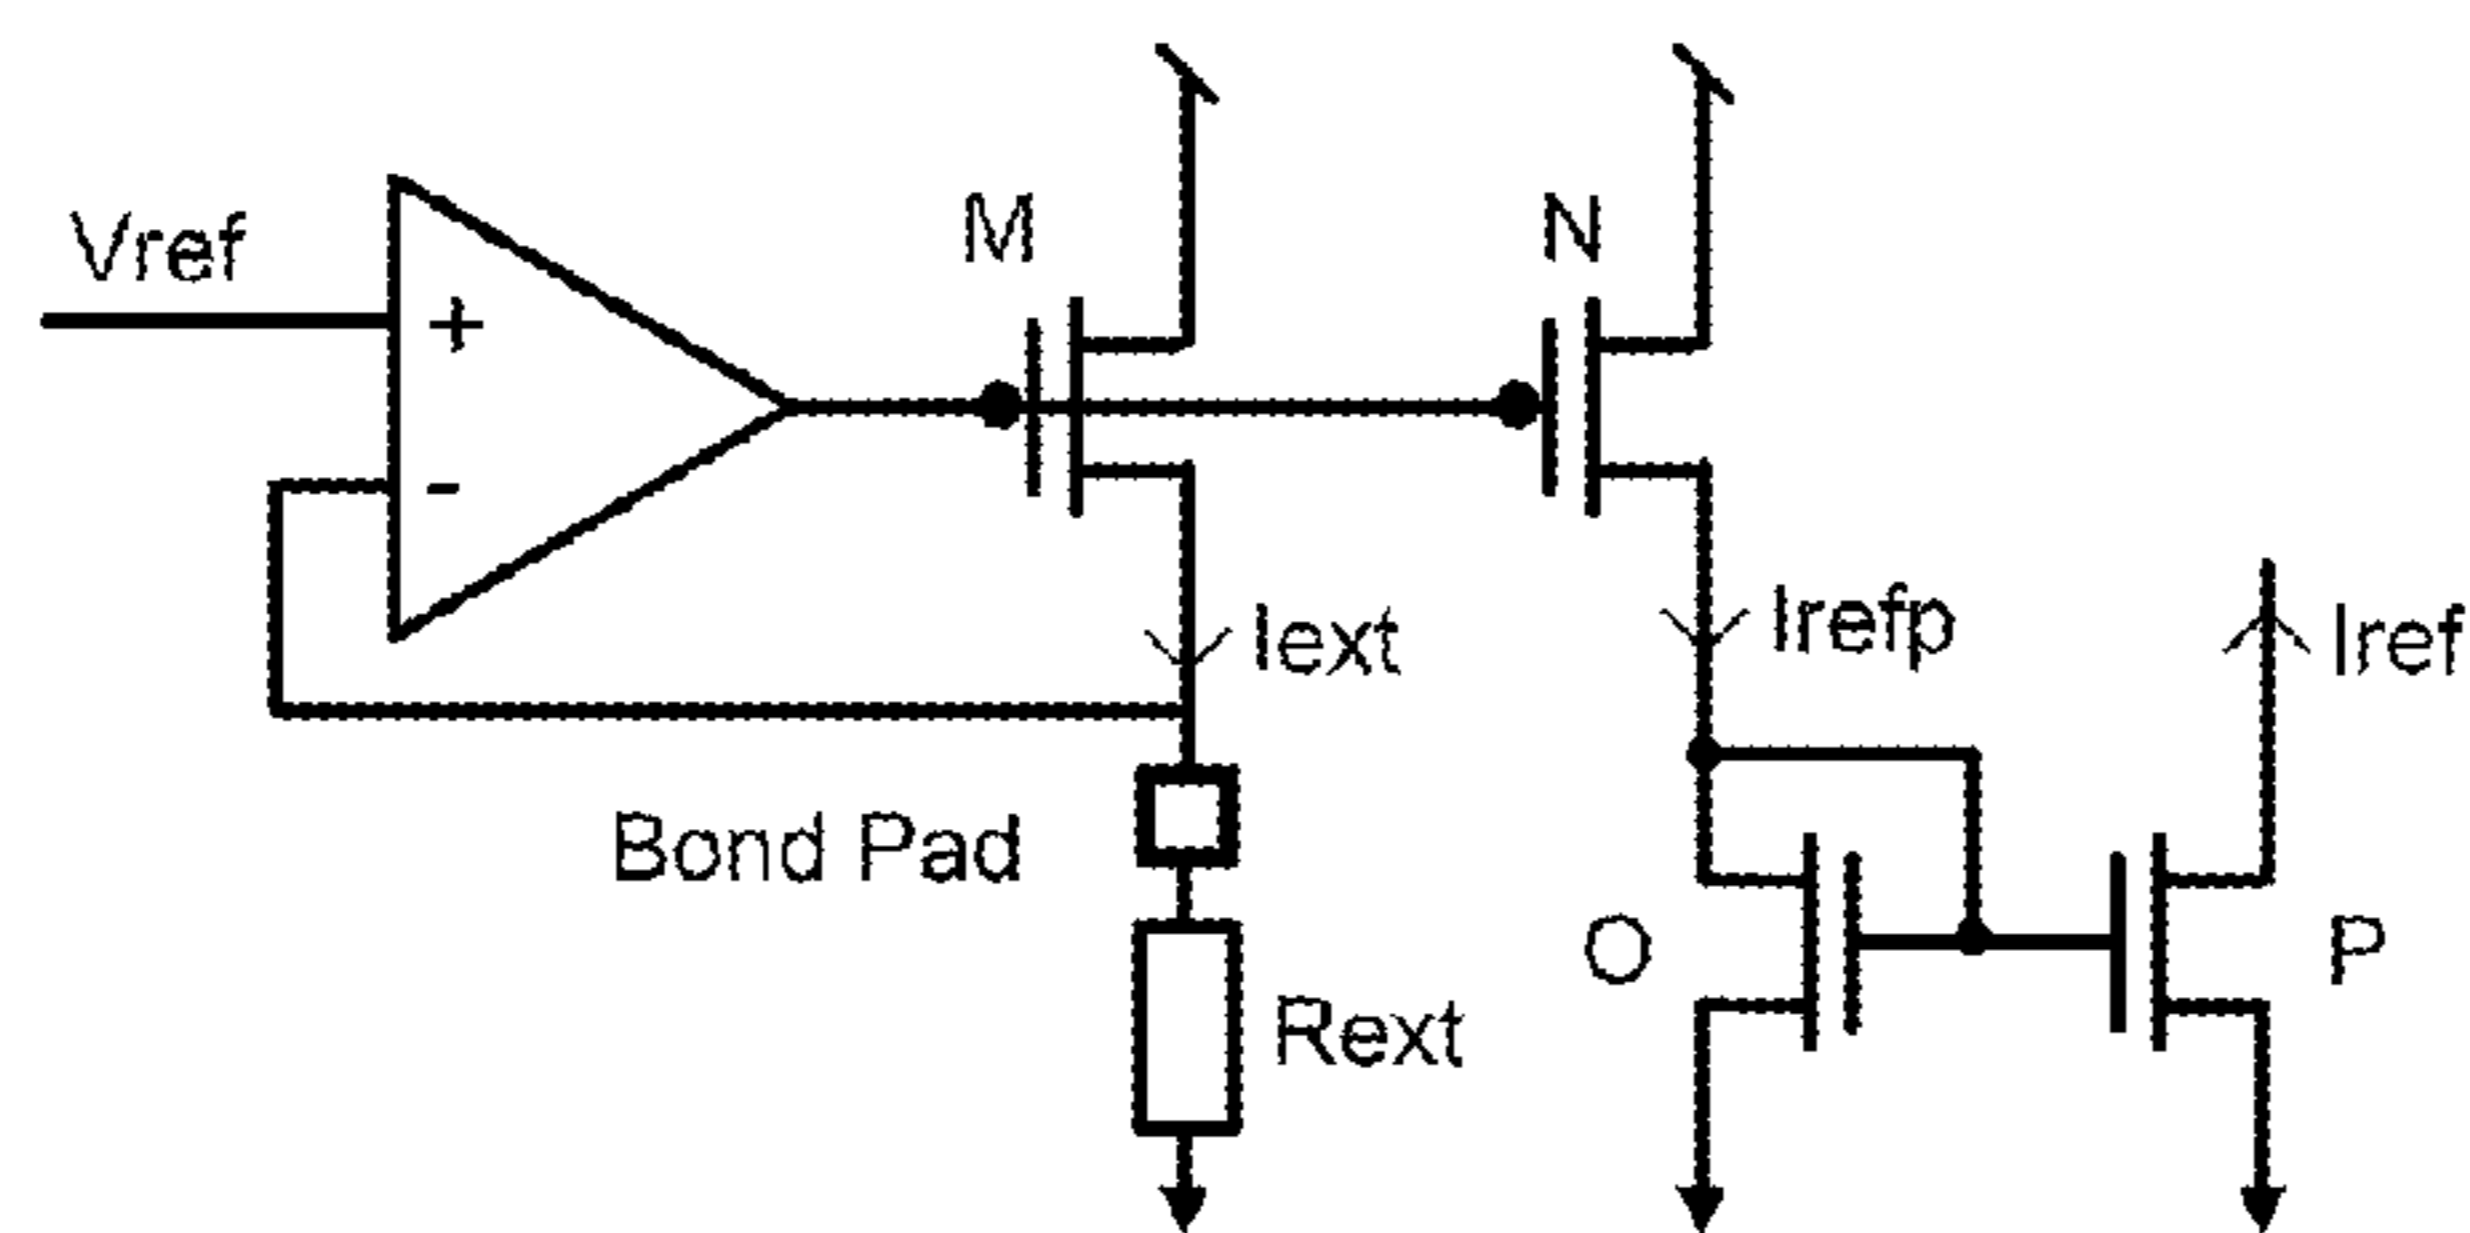 Vref
+
-
M
N
Iext
Irefp
Iref
Bond Pad
Rext
O
P